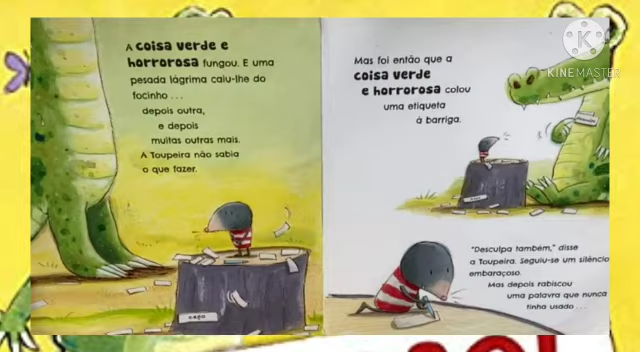 A coisa verde e
horrorosa fungou. E uma
pesada lágrima caiu-lhe do
focinho . . .
depois outra,
e depois
muitas outras mais.
A Toupeira não sabia
o que fazer.
Mas foi então que a
coisa verde
e horrorosa colou
uma etiqueta
à barriga.
"Desculpa também," disse
a Toupeira. Seguiu-se um silêncio
embaraçoso.
Mas depois rabiscou
uma palavra que nunca
tinha usado . . .
KINEMASTER